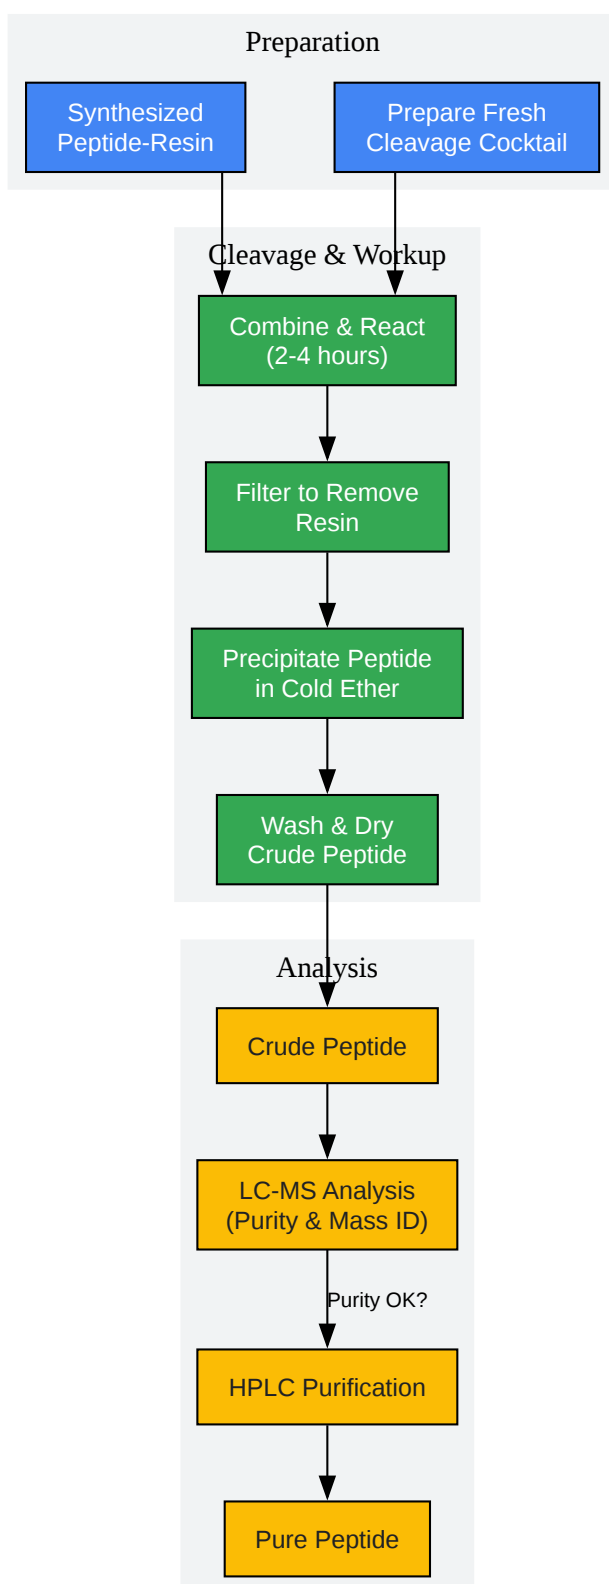 Preparation
Synthesized
Peptide-Resin
Prepare Fresh
Cleavage Cocktail
Cleavage & Workup
Combine & React
(2-4 hours)
Filter to Remove
Resin
Precipitate Peptide
in Cold Ether
Wash & Dry
Crude Peptide
Analysis
Crude Peptide
LC-MS Analysis
(Purity & Mass ID)
Purity OK?
HPLC Purification
Pure Peptide